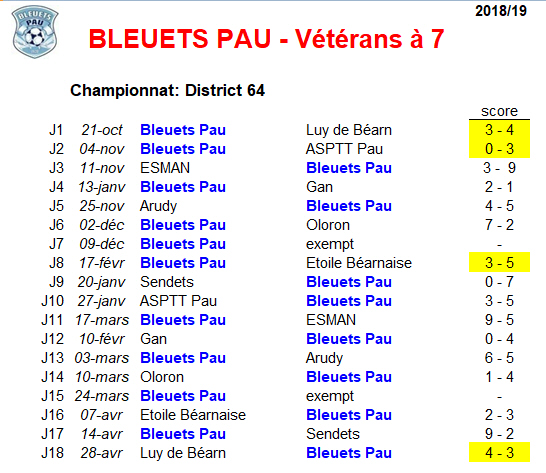 BLEUETS
PAU
2018/19
BLEUETS PAU - Vétérans à 7
Championnat: District 64
score
J1 21-oct Bleuets Pau Luy de Béarn 3 - 4
J2 04-nov Bleuets Pau ASPTT Pau 0 - 3
J3 11-nov ESMAN Bleuets Pau 3 - 9
J4 13-janv Bleuets Pau Gan 2 - 1
J5 25-nov Arudy Bleuets Pau 4 - 5
J6 02-déc Bleuets Pau Oloron 7 - 2
J7 09-déc Bleuets Pau exempt -
J8 17-févr Bleuets Pau Etoile Béarnaise 3 - 5
J9 20-janv Sendets Bleuets Pau 0 - 7
J10 27-janv ASPTT Pau Bleuets Pau 3 - 5
J11 17-mars Bleuets Pau ESMAN 9 - 5
J12 10-févr Gan Bleuets Pau 0 - 4
J13 03-mars Bleuets Pau Arudy 6 - 5
J14 10-mars Oloron Bleuets Pau 1 - 4
J15 24-mars Bleuets Pau exempt -
J16 07-avr Etoile Béarnaise Bleuets Pau 2 - 3
J17 14-avr Bleuets Pau Sendets 9 - 2
J18 28-avr Luy de Béarn Bleuets Pau 4 - 3